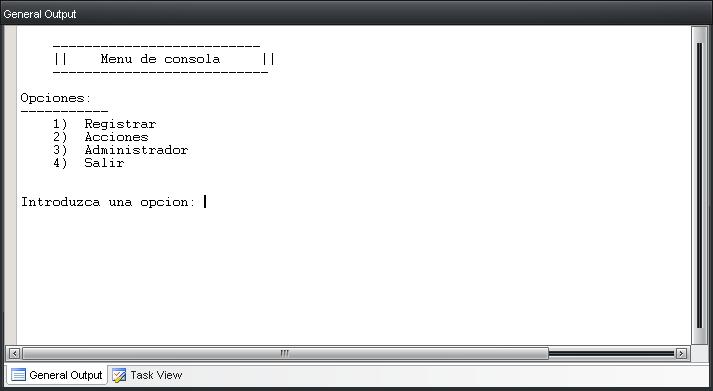 General Output
--------------------------
||    Menu de consola     ||
---------------------------
Opciones:
-----------
1)  Registrar
2)  Acciones
3)  Administrador
4)  Salir
Introduzca una opcion:
General Output
Task View